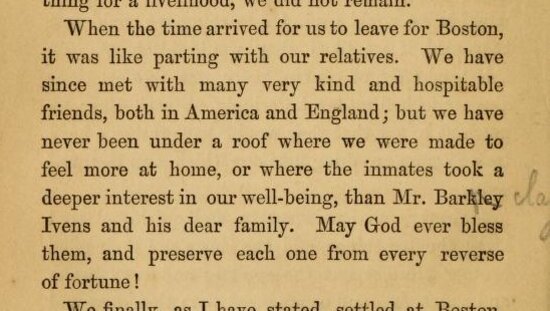 thing for a livelihood, we did not remain.
When the time arrived for us to leave for Boston,
it was like parting with our relatives. We have
since met with many very kind and hospitable
friends, both in America and England; but we have
never been under a roof where we were made to
feel more at home, or where the inmates took a
deeper interest in our well-being, than Mr. Barkley
Ivens and his dear family. May God ever bless
them, and preserve each one from every reverse
of fortune!
We finally, as I have stated, settled at Boston,